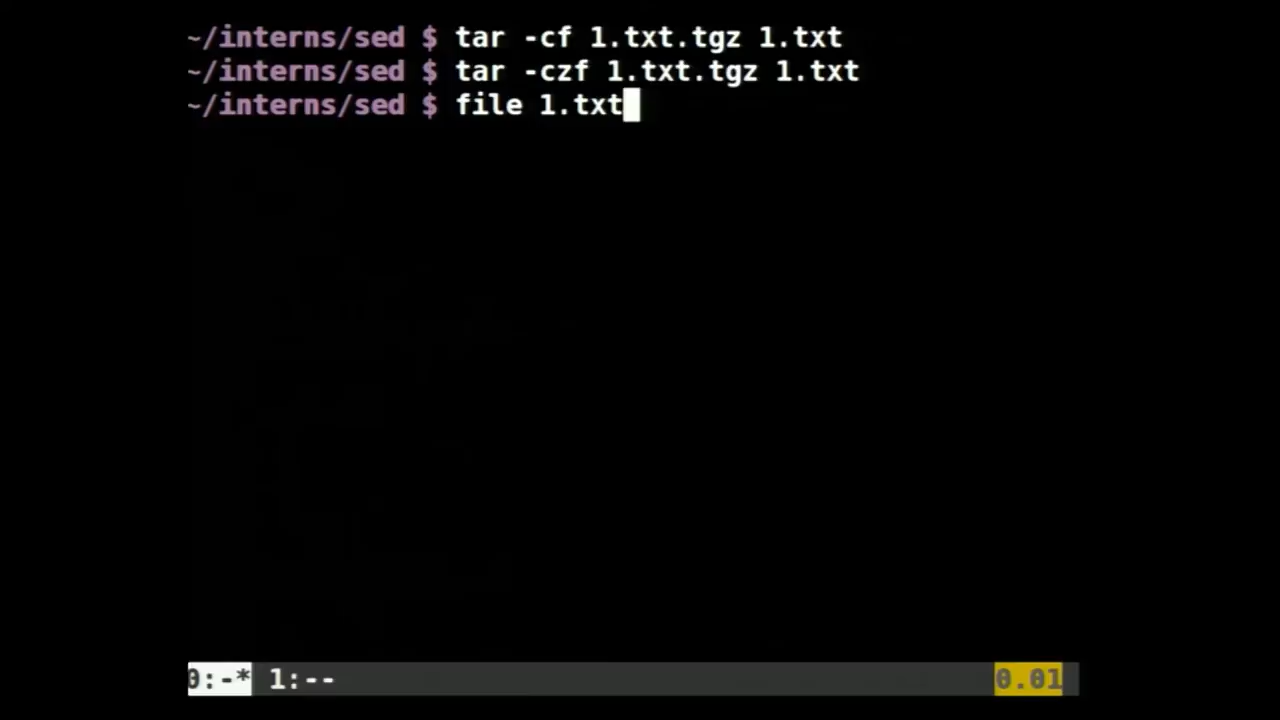 ~/interns/sed $ tar -cf 1.txt.tgz 1.txt
~/interns/sed $ tar -czf 1.txt.tgz 1.txt
~/interns/sed $ file 1.txt
0:-* 1:-- 0.01